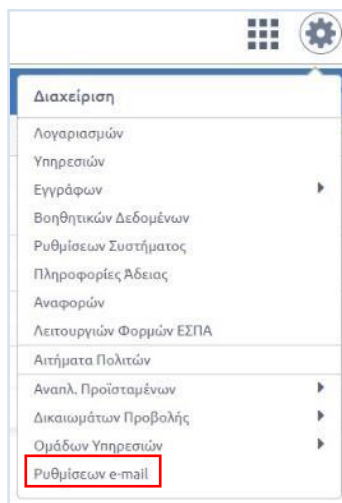 Διαχείριση
Λογαριασμών
Υπηρεσιών
Εγγράφων
Βοηθητικών Δεδομένων
Ρυθμίσεων Συστήματος
Πληροφορίες Άδειας
Αναφορών
Λειτουργιών Φορμών ΕΣΠΑ
Αιτήματα Πολιτών
Αναπλ. Προϊσταμένων
Δικαιωμάτων Προβολής
Ομάδων Υπηρεσιών
Ρυθμίσεων e-mail